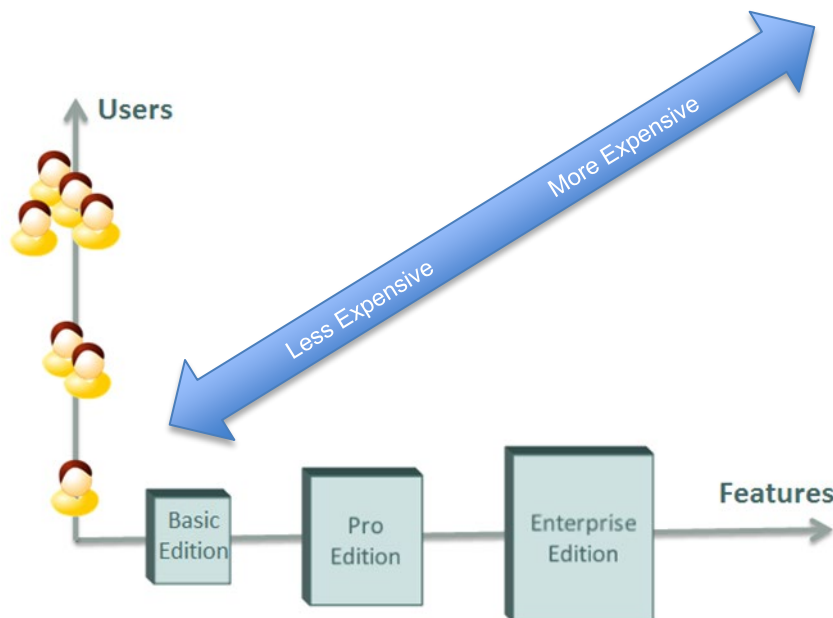 Users
More Expensive
Less Expensive
Features
Basic
Edition
Pro
Edition
Enterprise
Edition